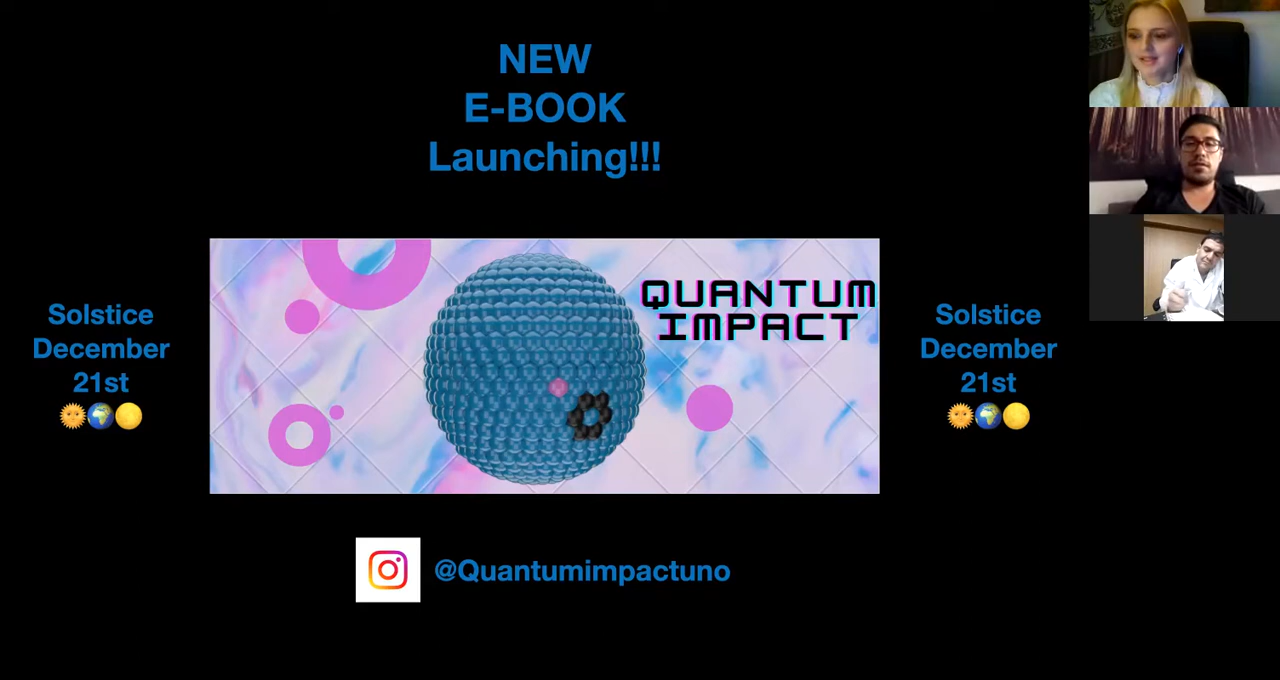 NEW
E-BOOK
Launching!!!
QUANTUM
IMPACT
Solstice
December
21st
🌞🌍🌕
Solstice
December
21st
🌞🌍🌕
@Quantumimpactuno